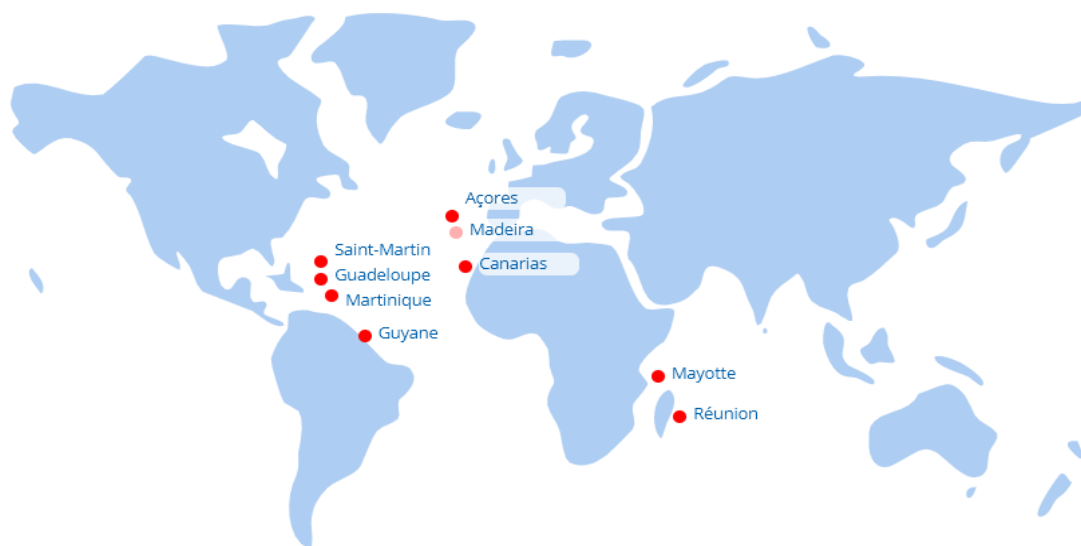 Açores
Madeira
Saint-Martin
Canarias
Guadeloupe
Martinique
Guyane
Mayotte
Réunion